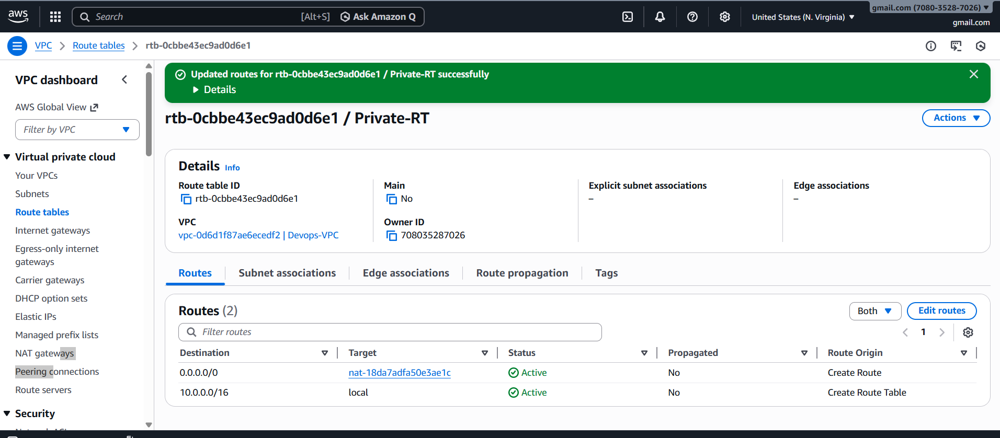 aws
Search
[Alt+S]
Ask Amazon Q
United States (N. Virginia)
gmail.com (7080-3528-7026)
gmail.com
VPC
Route tables
rtb-0cbbe43ec9ad0d6e1
VPC dashboard
AWS Global View
Filter by VPC
Virtual private cloud
Your VPCs
Subnets
Route tables
Internet gateways
Egress-only internet
gateways
Carrier gateways
DHCP option sets
Elastic IPs
Managed prefix lists
NAT gateways
Peering connections
Route servers
Security
Updated routes for rtb-0cbbe43ec9ad0d6e1 / Private-RT successfully
Details
rtb-0cbbe43ec9ad0d6e1 / Private-RT
Actions
Details Info
Route table ID
rtb-0cbbe43ec9ad0d6e1
Main
No
Explicit subnet associations
–
Edge associations
–
VPC
vpc-0d6d1f87ae6ecedf2 | Devops-VPC
Owner ID
708035287026
Routes
Subnet associations
Edge associations
Route propagation
Tags
Routes (2)
Both
Edit routes
Filter routes
1
Destination Target Status Propagated Route Origin
0.0.0.0/0 nat-18da7adfa50e3ae1c Active No Create Route
10.0.0.0/16 local Active No Create Route Table